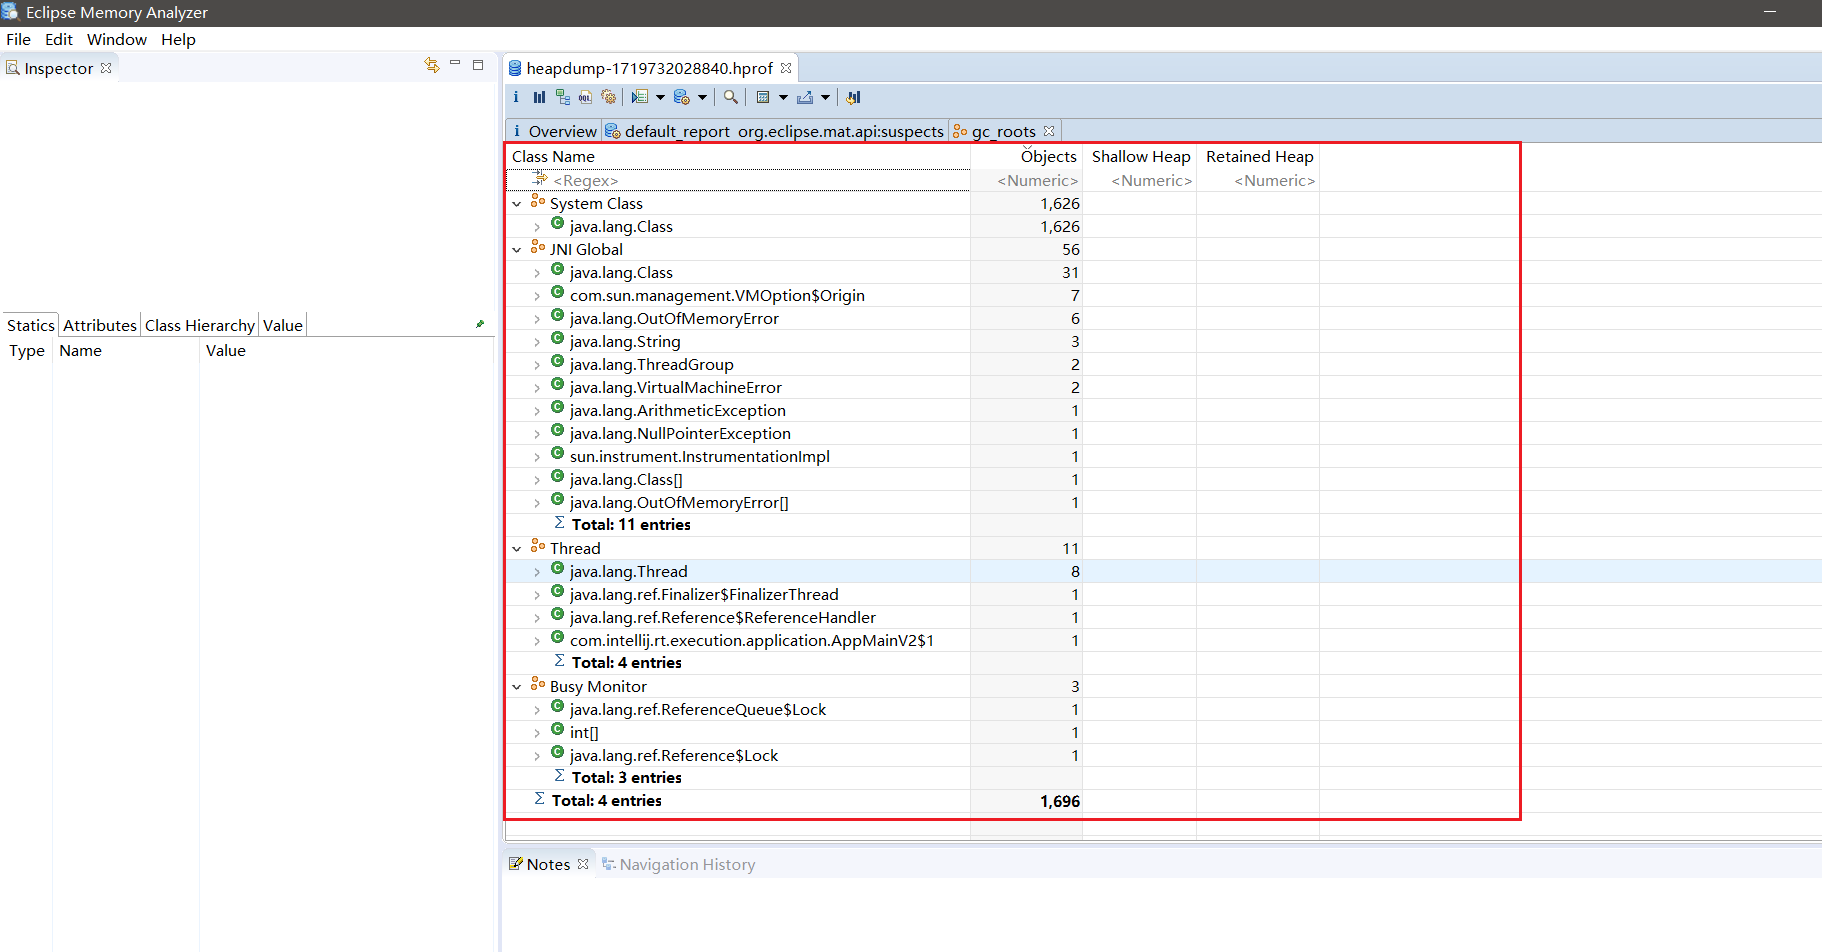 Eclipse Memory Analyzer
File Edit Window Help
Inspector
Statics Attributes Class Hierarchy Value
Type Name Value
heapdump-1719732028840.hprof
i OQL
i Overview default_report org.eclipse.mat.api:suspects gc_roots
Class Name Objects Shallow Heap Retained Heap
<Regex> <Numeric> <Numeric> <Numeric>
System Class 1,626
java.lang.Class 1,626
JNI Global 56
java.lang.Class 31
com.sun.management.VMOption$Origin 7
java.lang.OutOfMemoryError 6
java.lang.String 3
java.lang.ThreadGroup 2
java.lang.VirtualMachineError 2
java.lang.ArithmeticException 1
java.lang.NullPointerException 1
sun.instrument.InstrumentationImpl 1
java.lang.Class[] 1
java.lang.OutOfMemoryError[] 1
Σ Total: 11 entries
Thread 11
java.lang.Thread 8
java.lang.ref.Finalizer$FinalizerThread 1
java.lang.ref.Reference$ReferenceHandler 1
com.intellij.rt.execution.application.AppMainV2$1 1
Σ Total: 4 entries
Busy Monitor 3
java.lang.ref.ReferenceQueue$Lock 1
int[] 1
java.lang.ref.Reference$Lock 1
Σ Total: 3 entries
Σ Total: 4 entries 1,696
Notes Navigation History